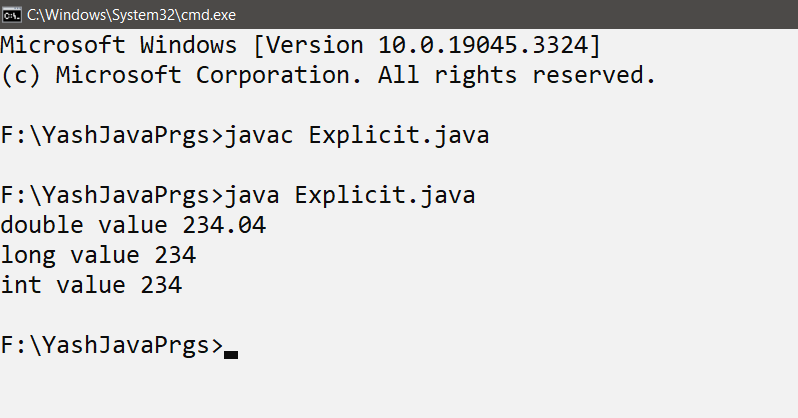 C:\Windows\System32\cmd.exe
Microsoft Windows [Version 10.0.19045.3324]
(c) Microsoft Corporation. All rights reserved.
F:\YashJavaPrgs>javac Explicit.java
F:\YashJavaPrgs>java Explicit.java
double value 234.04
long value 234
int value 234
F:\YashJavaPrgs>